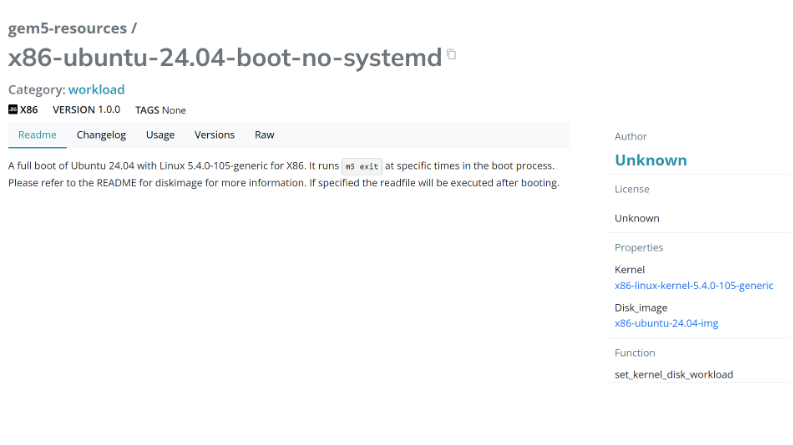 gem5-resources /
x86-ubuntu-24.04-boot-no-systemd
Category: workload
X86 VERSION 1.0.0 TAGS None
Readme Changelog Usage Versions Raw
A full boot of Ubuntu 24.04 with Linux 5.4.0-105-generic for X86. It runs m5 exit at specific times in the boot process.
Please refer to the README for diskimage for more information. If specified the readfile will be executed after booting.
Author
Unknown
License
Unknown
Properties
Kernel
x86-linux-kernel-5.4.0-105-generic
Disk_image
x86-ubuntu-24.04-img
Function
set_kernel_disk_workload